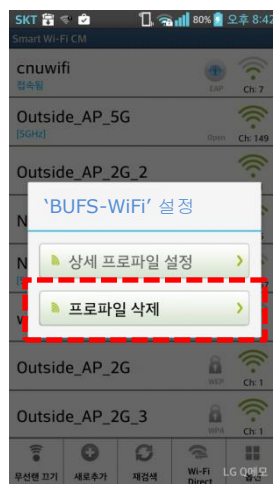 SKT 80% 오후 8:42
Smart Wi-Fi CM
cnuwifi
접속됨
EAP Ch: 7
Outside_AP_5G
[5GHz] Open Ch: 149
Outside_AP_2G_2
'BUFS-WiFi' 설정
상세 프로파일 설정
프로파일 삭제
Outside_AP_2G
WEP Ch: 1
Outside_AP_2G_3
WPA Ch: 1
무선랜 끄기 새로추가 재검색 Wi-Fi Direct
LG Q메모